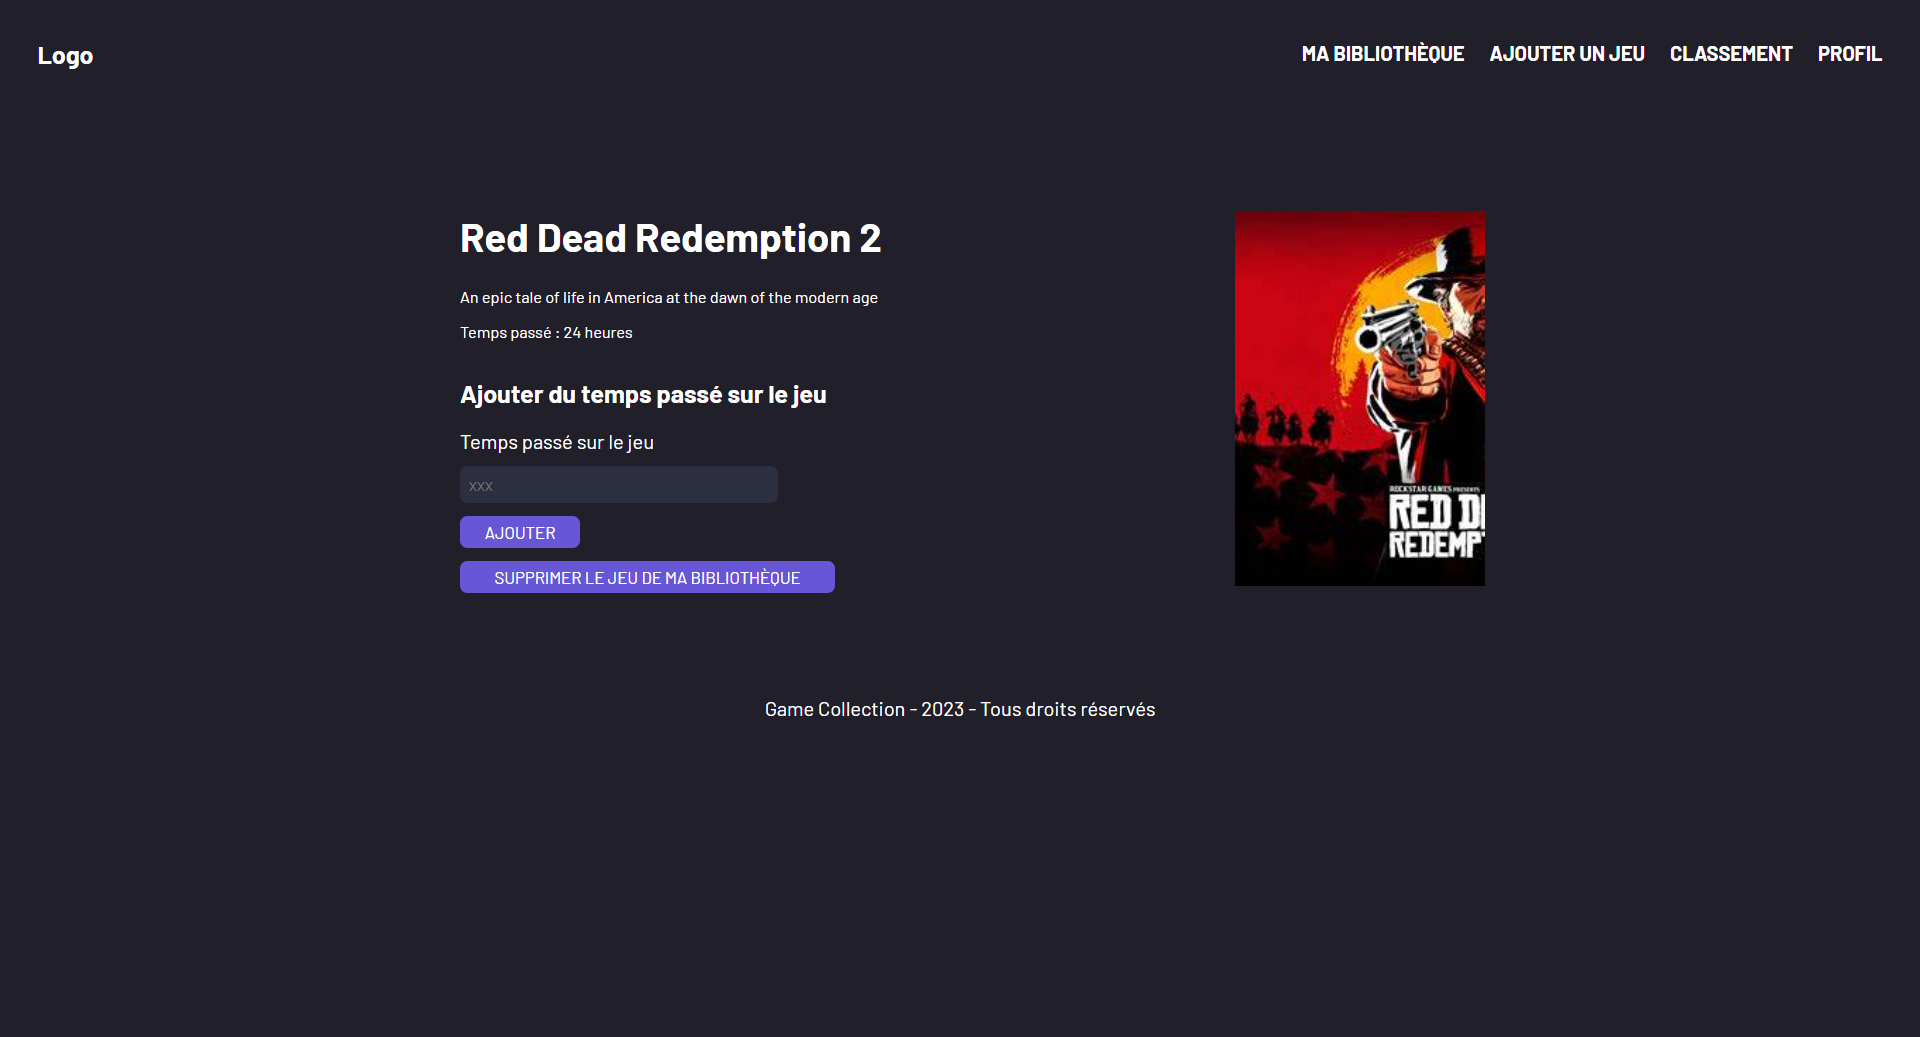 Logo
MA BIBLIOTHÈQUE
AJOUTER UN JEU
CLASSEMENT
PROFIL
Red Dead Redemption 2
An epic tale of life in America at the dawn of the modern age
Temps passé : 24 heures
Ajouter du temps passé sur le jeu
Temps passé sur le jeu
xxx
AJOUTER
SUPPRIMER LE JEU DE MA BIBLIOTHÈQUE
ROCKSTAR GAMES PRESENTS
RED D
REDEMP
Game Collection - 2023 - Tous droits réservés